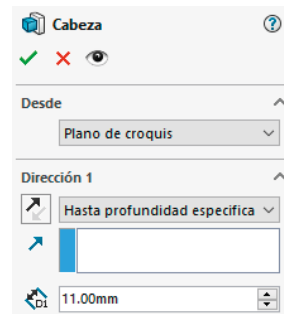 Cabeza
Desde
Plano de croquis
Dirección 1
Hasta profundidad especifica
D1
11.00mm